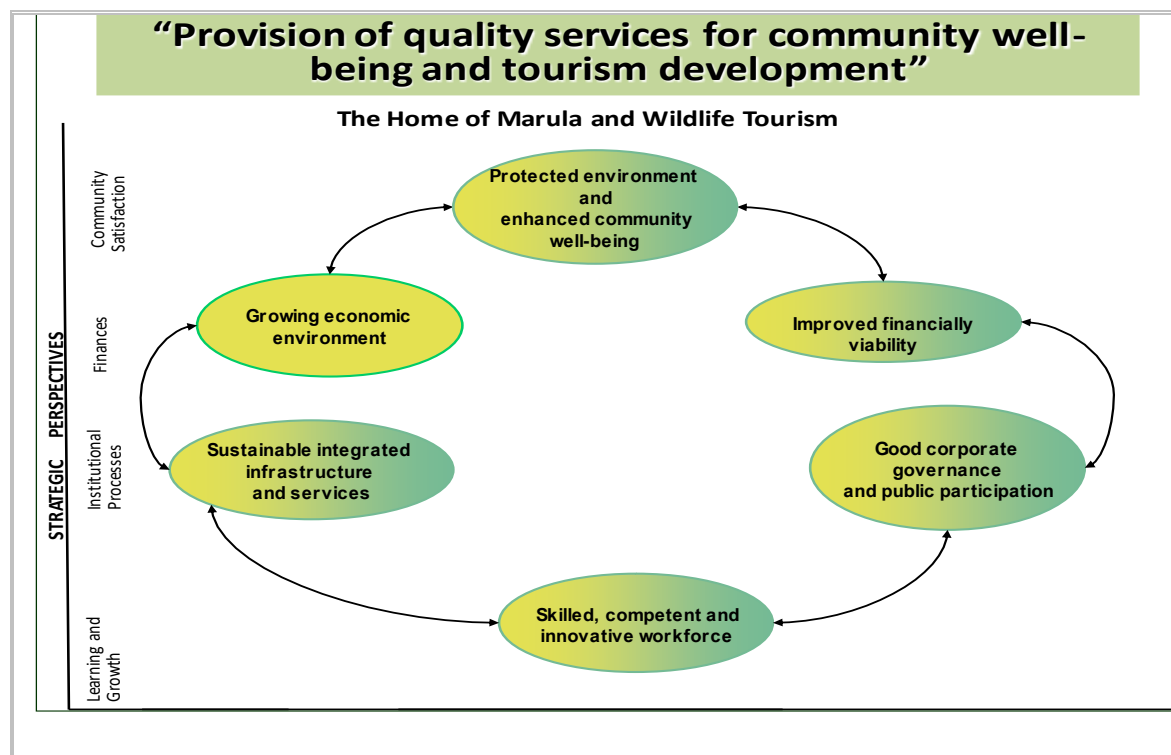 “Provision of quality services for community well-
being and tourism development”
The Home of Marula and Wildlife Tourism
STRATEGIC PERSPECTIVES
Community
Satisfaction
Finances
Institutional
Processes
Learning and
Growth
Protected environment
and
enhanced community
well-being
Growing economic
environment
Improved financially
viability
Sustainable integrated
infrastructure
and services
Good corporate
governance
and public participation
Skilled, competent and
innovative workforce